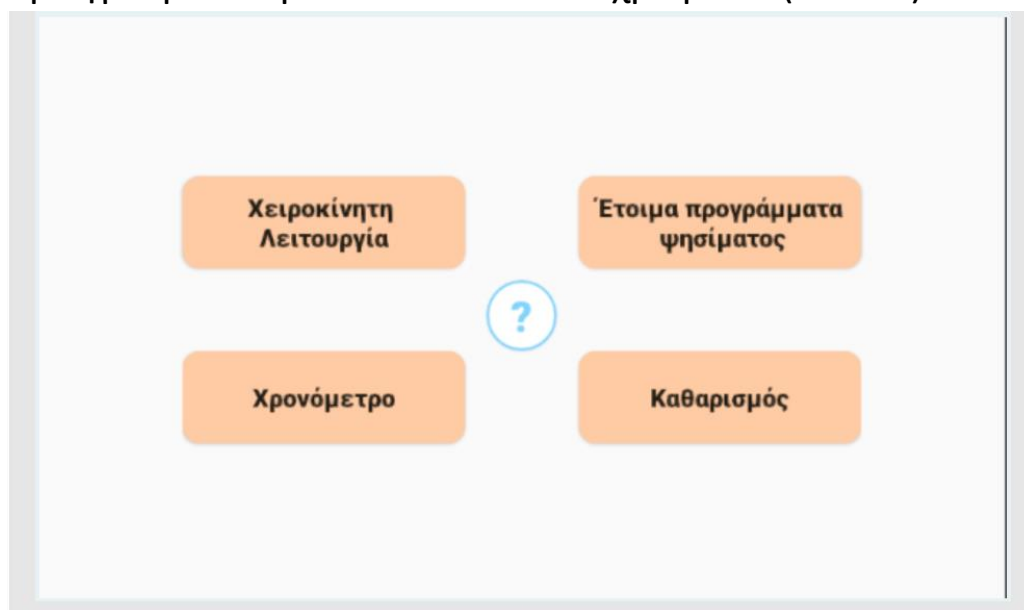 Χειροκίνητη
Λειτουργία
Έτοιμα προγράμματα
ψησίματος
?
Χρονόμετρο
Καθαρισμός